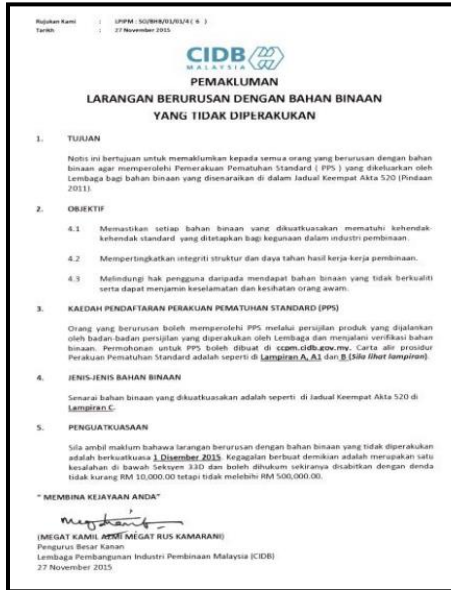 Rujukan Kami : LPIPM : SO/BHB/01/01/4 ( 6 )
Tarikh : 27 November 2015
CIDB
MALAYSIA
PEMAKLUMAN
LARANGAN BERURUSAN DENGAN BAHAN BINAAN
YANG TIDAK DIPERAKUKAN
1. TUJUAN
Notis ini bertujuan untuk memaklumkan kepada semua orang yang berurusan dengan bahan
binaan agar memperolehi Pemerakuan Pematuhan Standard ( PPS ) yang dikeluarkan oleh
Lembaga bagi bahan binaan yang disenaraikan di dalam Jadual Keempat Akta 520 (Pindaan
2011).
2. OBJEKTIF
4.1 Memastikan setiap bahan binaan yang dikuatkuasakan mematuhi kehendak-
kehendak standard yang ditetapkan bagi kegunaan dalam industri pembinaan.
4.2 Mempertingkatkan integriti struktur dan daya tahan hasil kerja-kerja pembinaan.
4.3 Melindungi hak pengguna daripada mendapat bahan binaan yang tidak berkualiti
serta dapat menjamin keselamatan dan kesihatan orang awam.
3. KAEDAH PENDAFTARAN PERAKUAN PEMATUHAN STANDARD (PPS)
Orang yang berurusan boleh memperolehi PPS melalui persijilan produk yang dijalankan
oleh badan-badan persijilan yang diperakukan oleh Lembaga dan menjalani verifikasi bahan
binaan. Permohonan untuk PPS boleh dibuat di ccpm.cidb.gov.my. Carta alir prosidur
Perakuan Pematuhan Standard adalah seperti di Lampiran A, A1 dan B (Sila lihat lampiran).
4. JENIS-JENIS BAHAN BINAAN
Senarai bahan binaan yang dikuatkuasakan adalah seperti di Jadual Keempat Akta 520 di
Lampiran C.
5. PENGUATKUASAAN
Sila ambil maklum bahawa larangan berurusan dengan bahan binaan yang tidak diperakukan
adalah berkuatkuasa 1 Disember 2015. Kegagalan berbuat demikian adalah merupakan satu
kesalahan di bawah Seksyen 33D dan boleh dihukum sekiranya disabitkan dengan denda
tidak kurang RM 10,000.00 tetapi tidak melebihi RM 500,000.00.
" MEMBINA KEJAYAAN ANDA"
(MEGAT KAMIL AZMI MEGAT RUS KAMARANI)
Pengurus Besar Kanan
Lembaga Pembangunan Industri Pembinaan Malaysia (CIDB)
27 November 2015